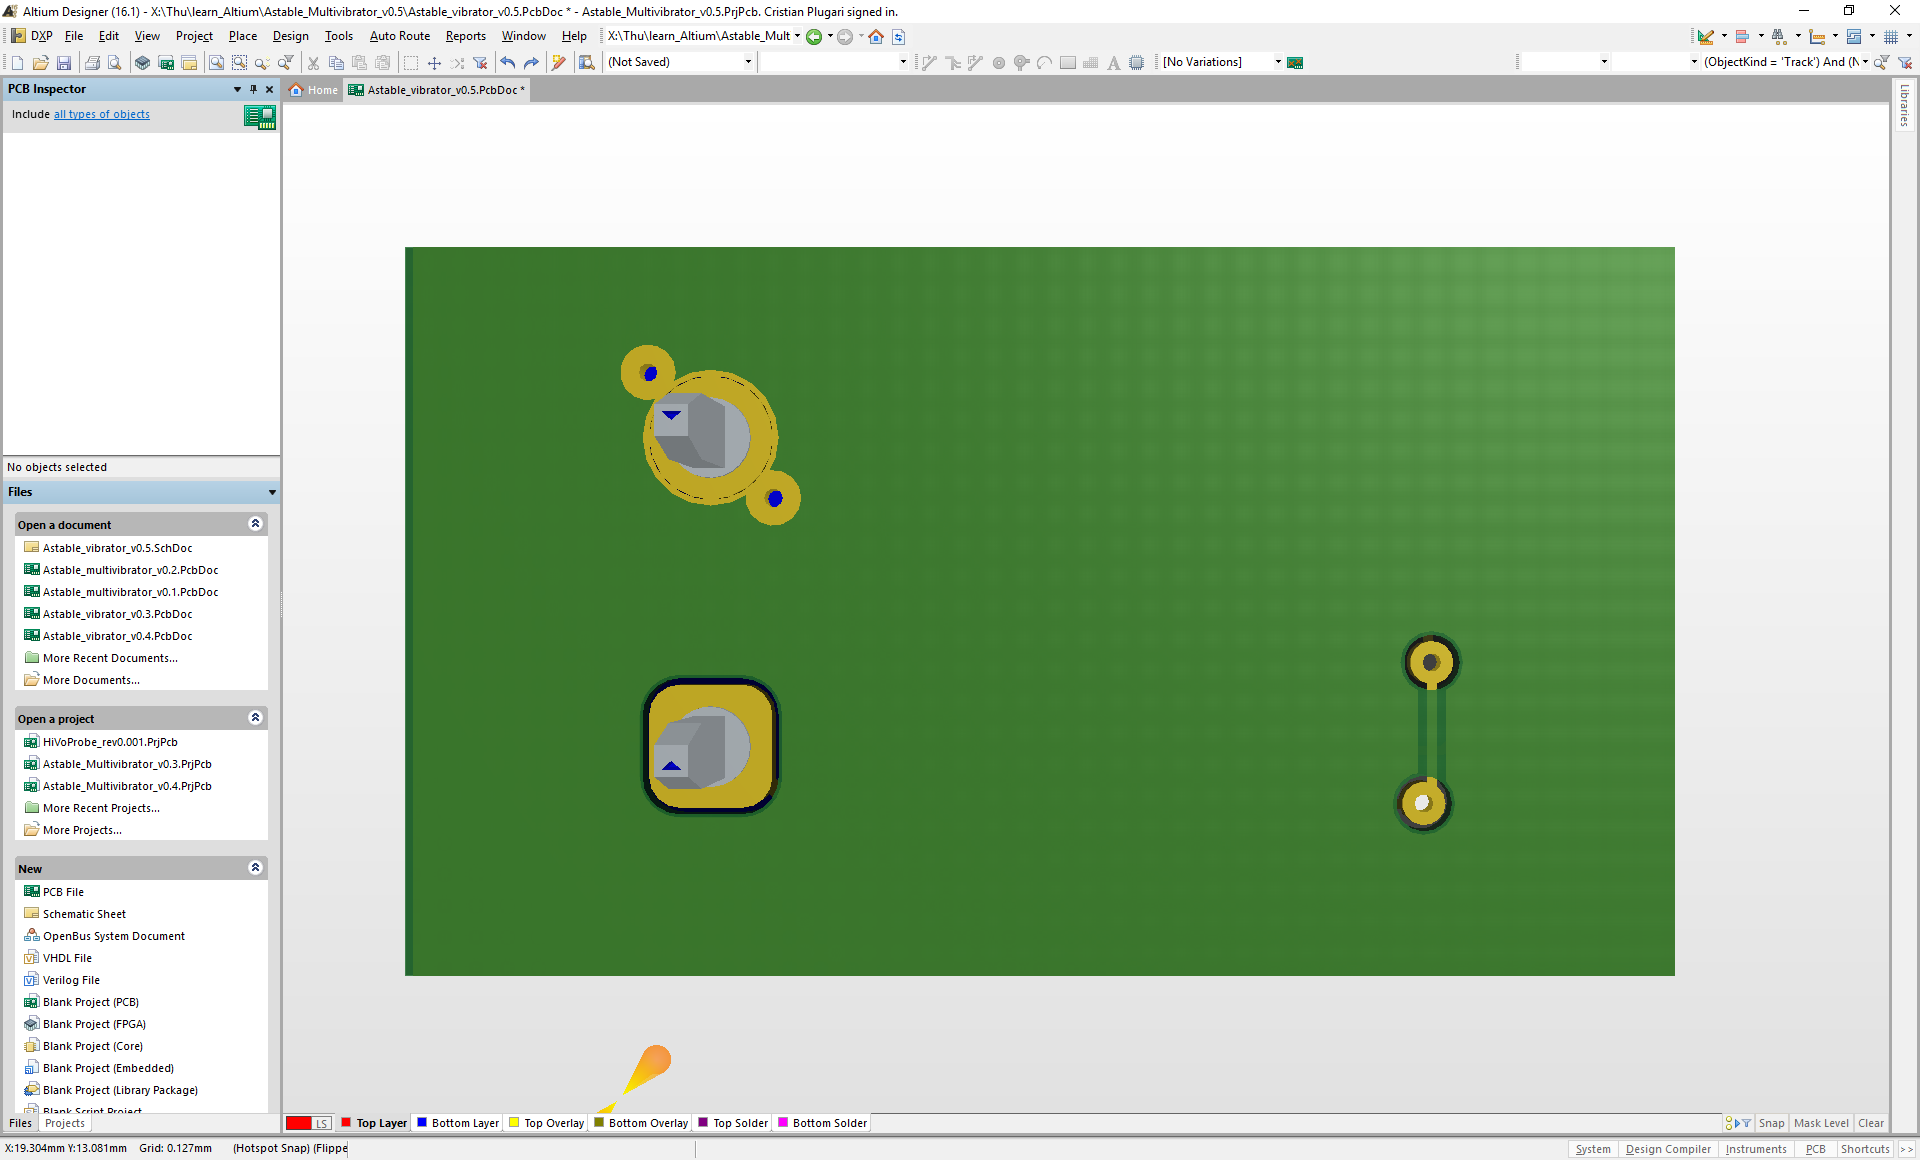 Altium Designer (16.1) - X:\Thu\learn_Altium\Astable_Multivibrator_v0.5\Astable_vibrator_v0.5.PcbDoc * - Astable_Multivibrator_v0.5.PrjPcb. Cristian Plugari signed in.
DXP File Edit View Project Place Design Tools Auto Route Reports Window Help X:\Thu\learn_Altium\Astable_Mult
(Not Saved) [No Variations] (ObjectKind = 'Track') And (N
PCB Inspector
Home Astable_vibrator_v0.5.PcbDoc *
Libraries
Include all types of objects
No objects selected
Files
Open a document
Astable_vibrator_v0.5.SchDoc
Astable_multivibrator_v0.2.PcbDoc
Astable_multivibrator_v0.1.PcbDoc
Astable_vibrator_v0.3.PcbDoc
Astable_vibrator_v0.4.PcbDoc
More Recent Documents...
More Documents...
Open a project
HiVoProbe_rev0.001.PrjPcb
Astable_Multivibrator_v0.3.PrjPcb
Astable_Multivibrator_v0.4.PrjPcb
More Recent Projects...
More Projects...
New
PCB File
Schematic Sheet
OpenBus System Document
VHDL File
Verilog File
Blank Project (PCB)
Blank Project (FPGA)
Blank Project (Core)
Blank Project (Embedded)
Blank Project (Library Package)
Blank Script Project
Files Projects
LS Top Layer Bottom Layer Top Overlay Bottom Overlay Top Solder Bottom Solder Snap Mask Level Clear
X:19.304mm Y:13.081mm Grid: 0.127mm (Hotspot Snap) (Flippe System Design Compiler Instruments PCB Shortcuts >>